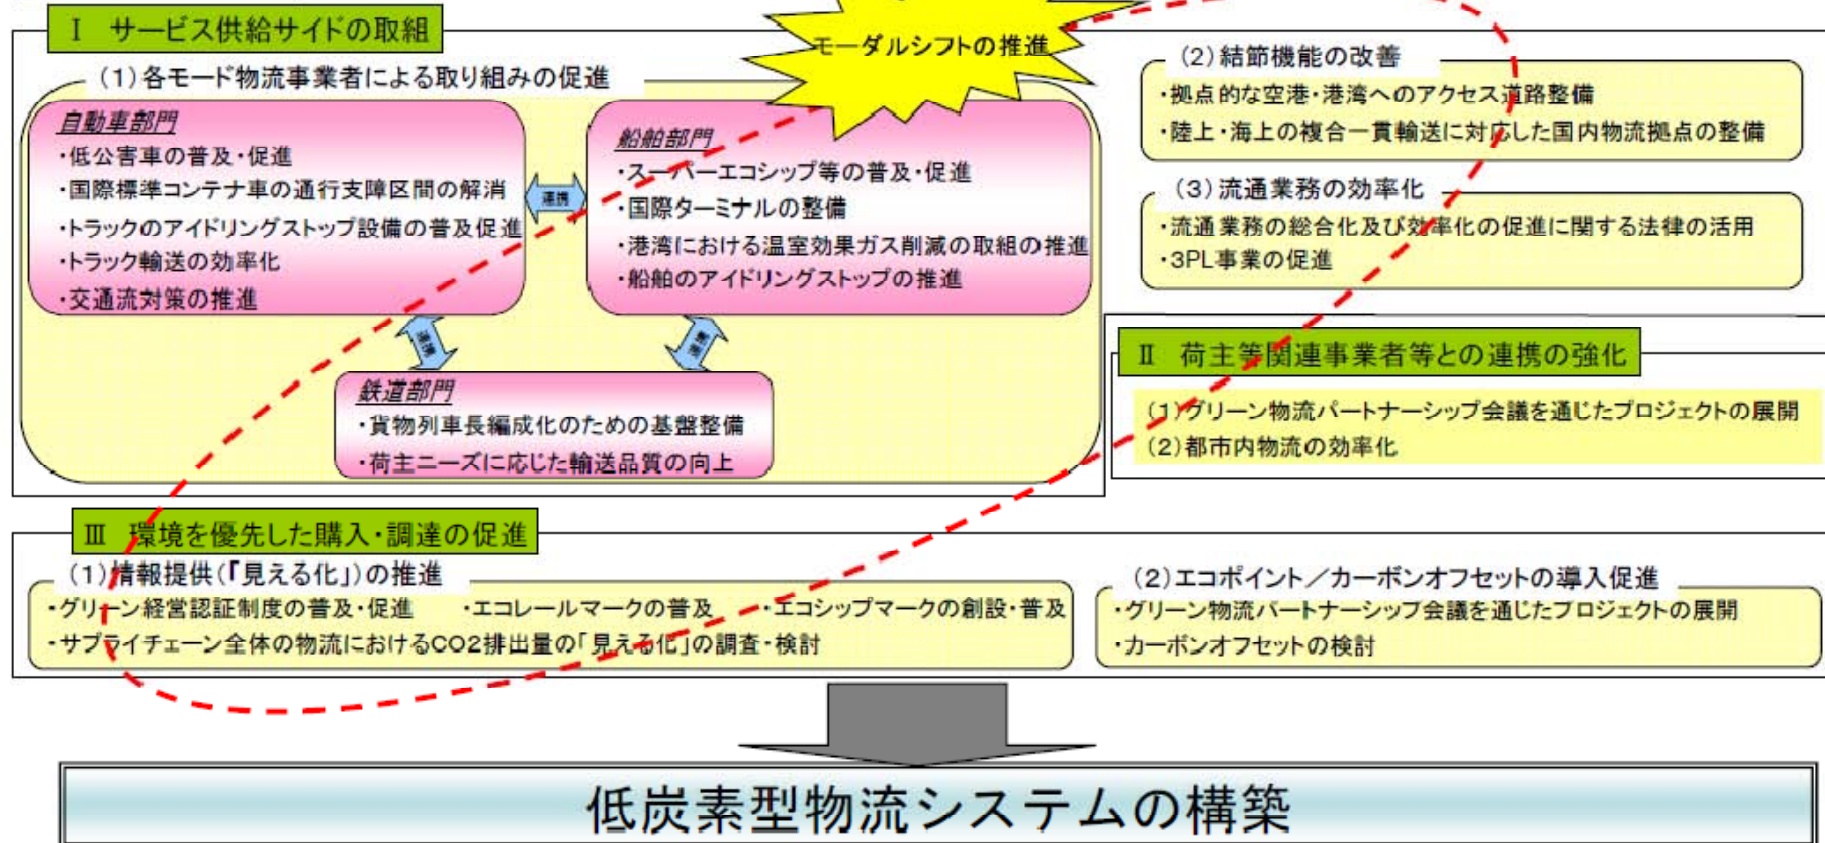 Ⅰ サービス供給サイドの取組
モーダルシフトの推進
(1)各モード物流事業者による取り組みの促進
自動車部門
・低公害車の普及・促進
・国際標準コンテナ車の通行支障区間の解消
・トラックのアイドリングストップ設備の普及促進
・トラック輸送の効率化
・交通流対策の推進
連携
船舶部門
・スーパーエコシップ等の普及・促進
・国際ターミナルの整備
・港湾における温室効果ガス削減の取組の推進
・船舶のアイドリングストップの推進
連携
連携
鉄道部門
・貨物列車長編成化のための基盤整備
・荷主ニーズに応じた輸送品質の向上
(2)結節機能の改善
・拠点的な空港・港湾へのアクセス道路整備
・陸上・海上の複合一貫輸送に対応した国内物流拠点の整備
(3)流通業務の効率化
・流通業務の総合化及び効率化の促進に関する法律の活用
・3PL事業の促進
Ⅱ 荷主等関連事業者等との連携の強化
(1)グリーン物流パートナーシップ会議を通じたプロジェクトの展開
(2)都市内物流の効率化
Ⅲ 環境を優先した購入・調達の促進
(1)情報提供(「見える化」)の推進
・グリーン経営認証制度の普及・促進 ・エコレールマークの普及 ・エコシップマークの創設・普及
・サプライチェーン全体の物流におけるCO2排出量の「見える化」の調査・検討
(2)エコポイント／カーボンオフセットの導入促進
・グリーン物流パートナーシップ会議を通じたプロジェクトの展開
・カーボンオフセットの検討
低炭素型物流システムの構築